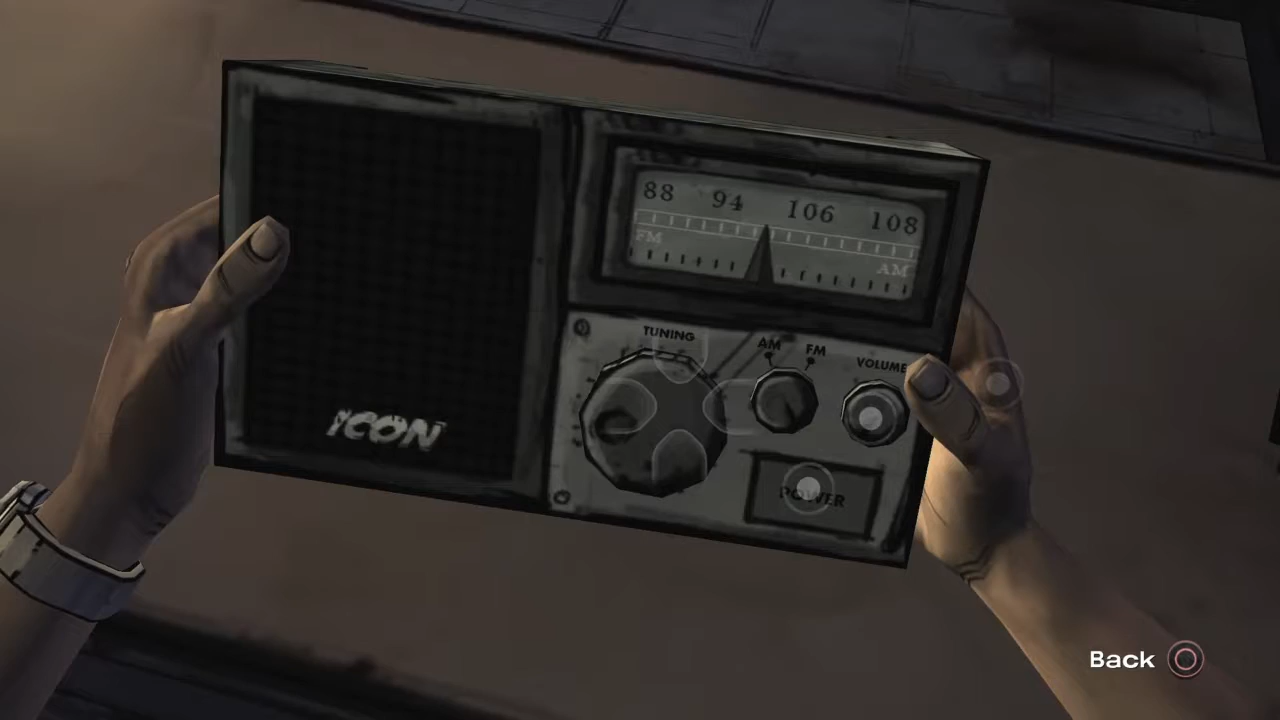 88 94 106 108
FM
AM
TUNING
AM FM
VOLUME
ICON
POWER
Back